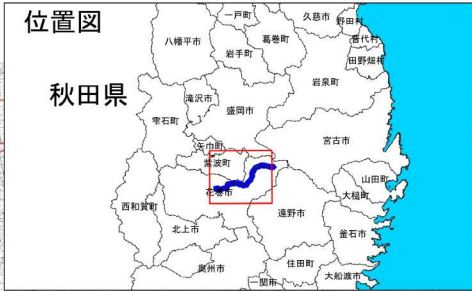 位置図
秋田県
一戸町
久慈市
野田村
八幡平市
葛巻町
普代村
岩手町
田野畑村
岩泉町
滝沢市
盛岡市
雫石町
宮古市
矢巾町
紫波町
山田町
花巻市
大槌町
西和賀町
遠野市
北上市
釜石市
住田町
奥州市
一関市
大船渡市